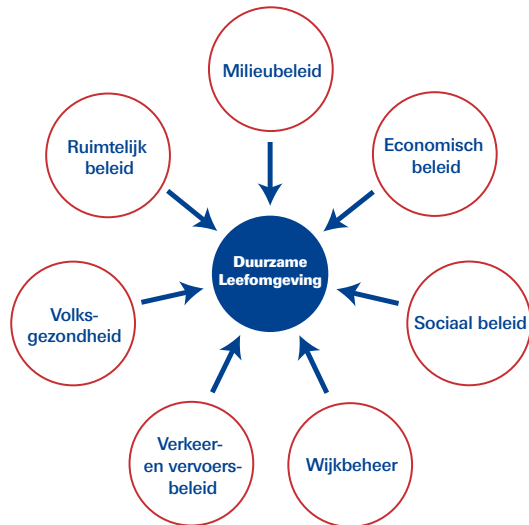 Milieubeleid
Ruimtelijk
beleid
Economisch
beleid
Duurzame
Leefomgeving
Volks-
gezondheid
Sociaal beleid
Verkeer-
en vervoers-
beleid
Wijkbeheer